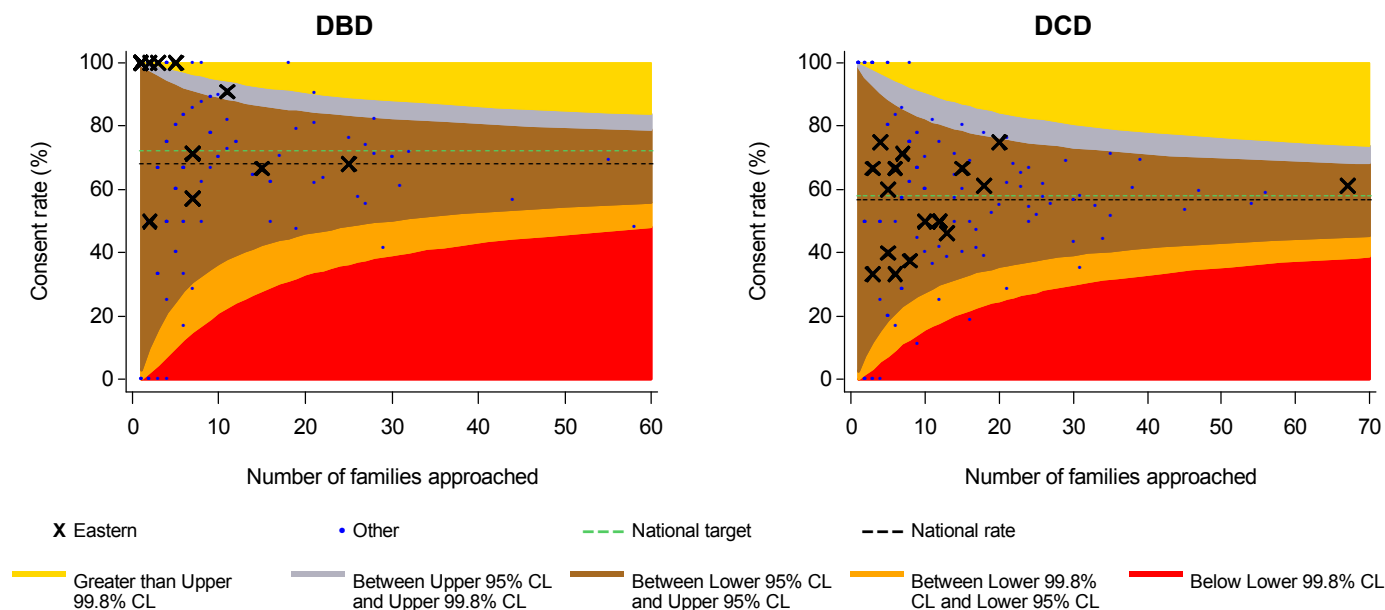 DBD
DCD
Consent rate (%)
100
80
60
40
20
0
0 10 20 30 40 50 60
Number of families approached
Consent rate (%)
100
80
60
40
20
0
0 10 20 30 40 50 60 70
Number of families approached
X Eastern
Other
National target
National rate
Greater than Upper
99.8% CL
Between Upper 95% CL
and Upper 99.8% CL
Between Lower 95% CL
and Upper 95% CL
Between Lower 99.8%
CL and Lower 95% CL
Below Lower 99.8% CL